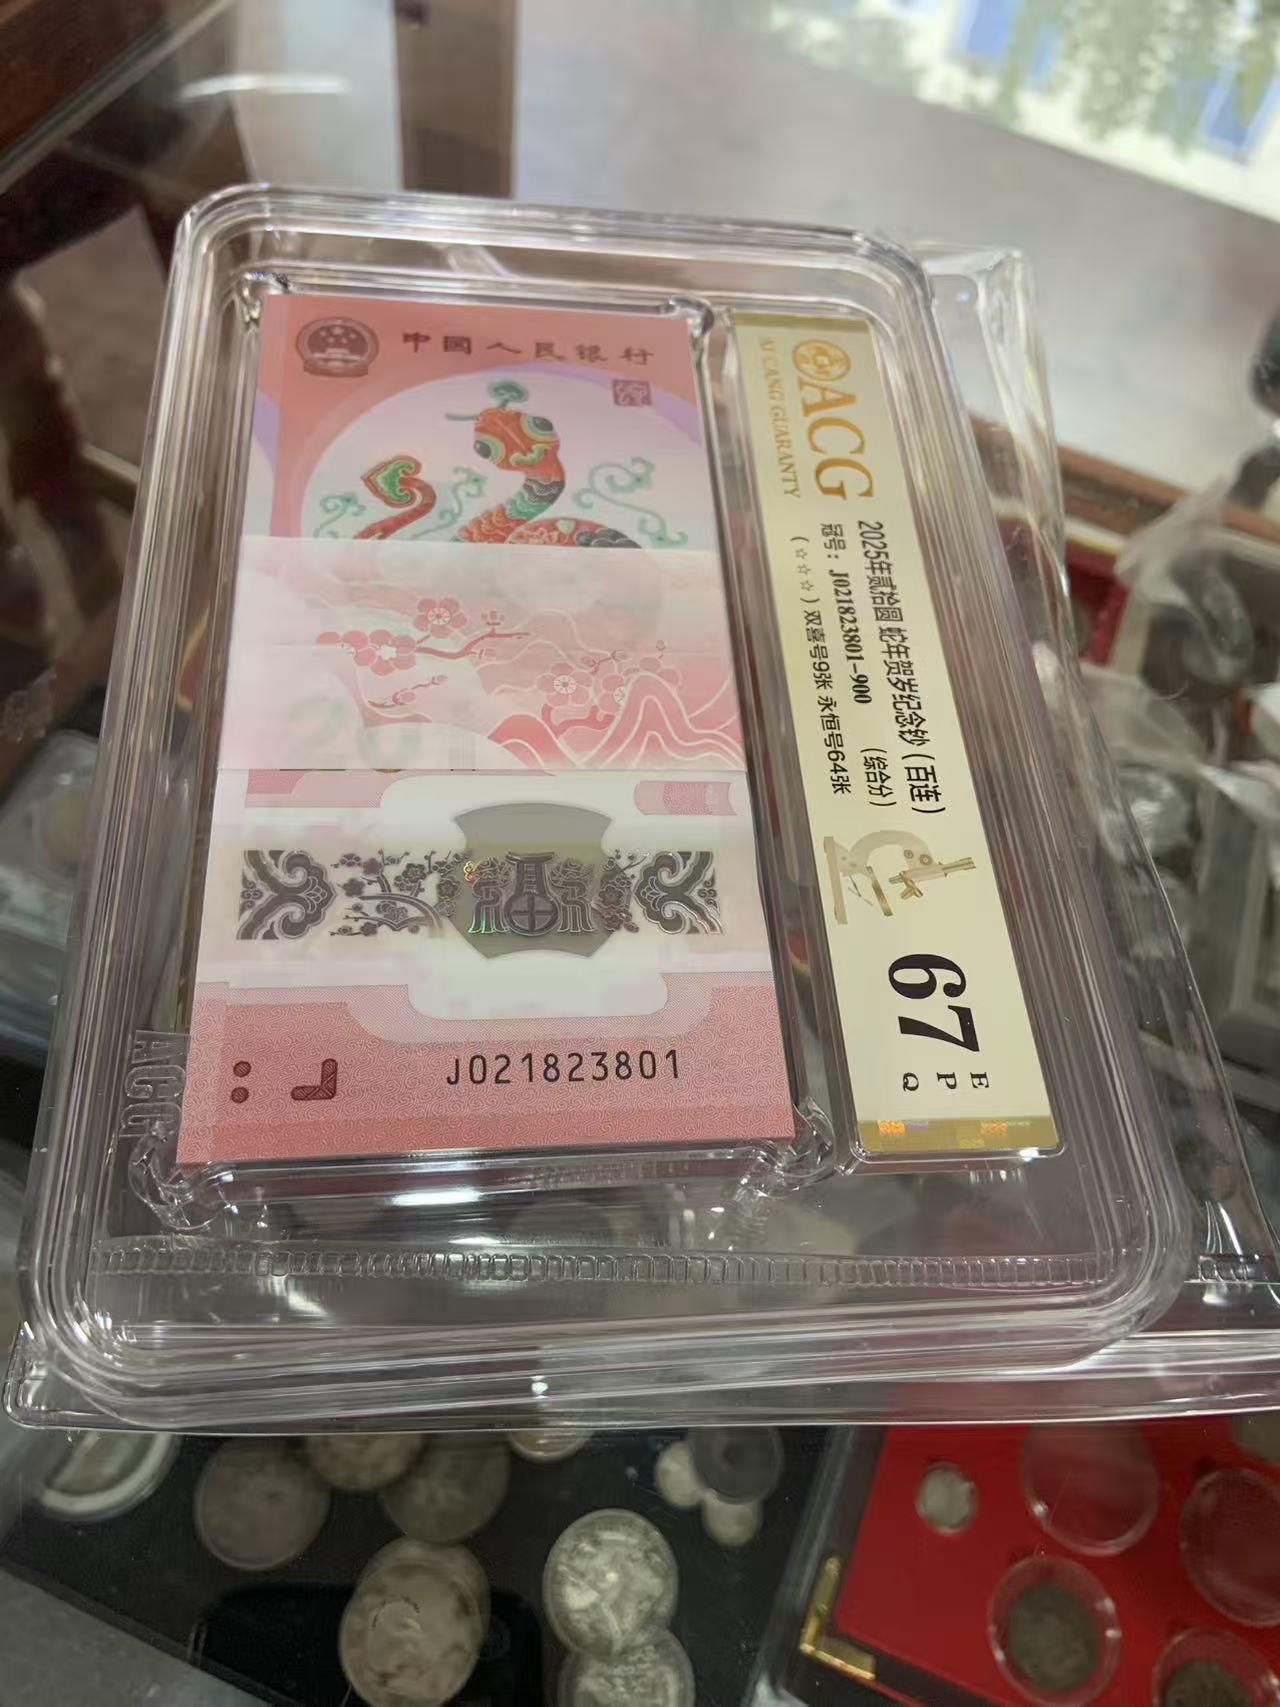 中国人民银行
J021823801
ACG
AI CANG GUARANTY
2025年贰拾圆 蛇年贺岁纪念钞（百连）
冠号：J021823801-900 （综合分）
（☆☆☆）双喜号9张 永恒号64张
67
E
P
Q
ACG
20